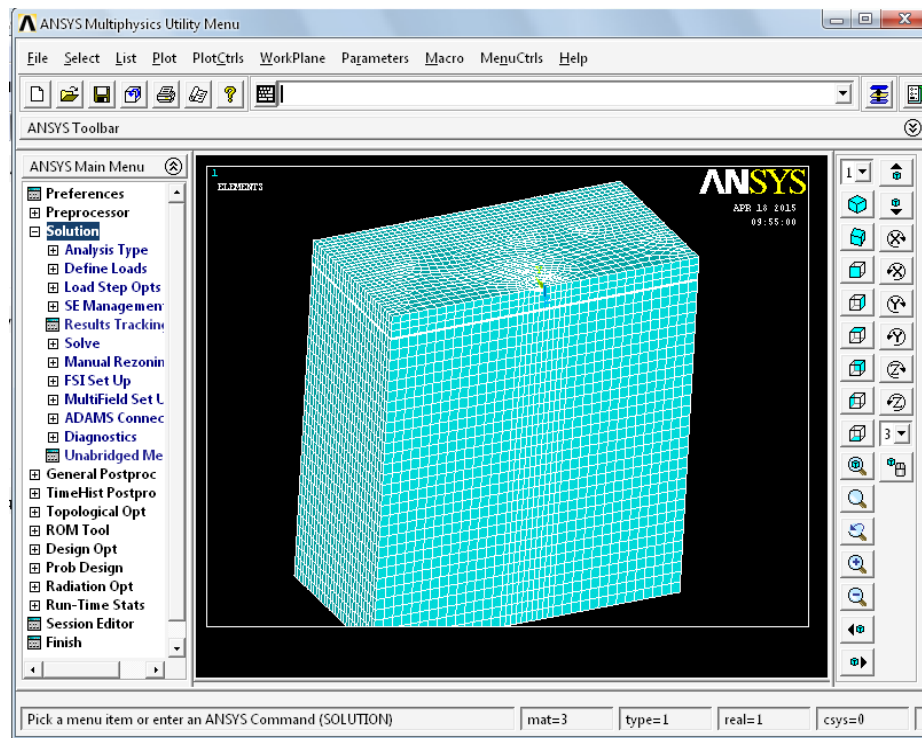 ANSYS Multiphysics Utility Menu
File Select List Plot PlotCtrls WorkPlane Parameters Macro MenuCtrls Help
ANSYS Toolbar
ANSYS Main Menu
Preferences
Preprocessor
Solution
Analysis Type
Define Loads
Load Step Opts
SE Managemen
Results Tracking
Solve
Manual Rezonin
FSI Set Up
MultiField Set U
ADAMS Connec
Diagnostics
Unabridged Me
General Postproc
TimeHist Postpro
Topological Opt
ROM Tool
Design Opt
Prob Design
Radiation Opt
Run-Time Stats
Session Editor
Finish
1
ELEMENTS
ANSYS
APR 18 2015
09:55:00
1
X
X
Y
Y
Z
Z
3
Pick a menu item or enter an ANSYS Command (SOLUTION) mat=3 type=1 real=1 csys=0